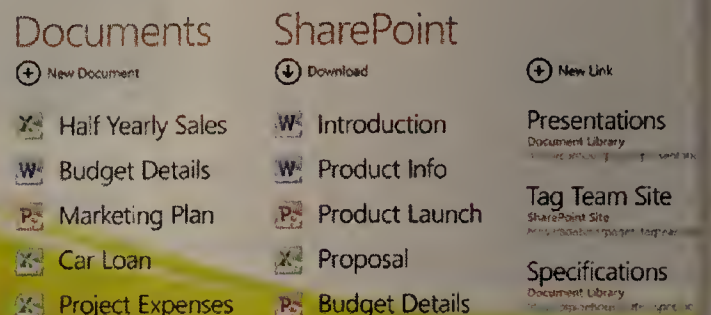 Documents
New Document
Half Yearly Sales
Budget Details
Marketing Plan
Car Loan
Project Expenses
SharePoint
Download
Introduction
Product Info
Product Launch
Proposal
Budget Details
New Link
Presentations
Document Library
Tag Team Site
SharePoint Site
Specifications
Document Library